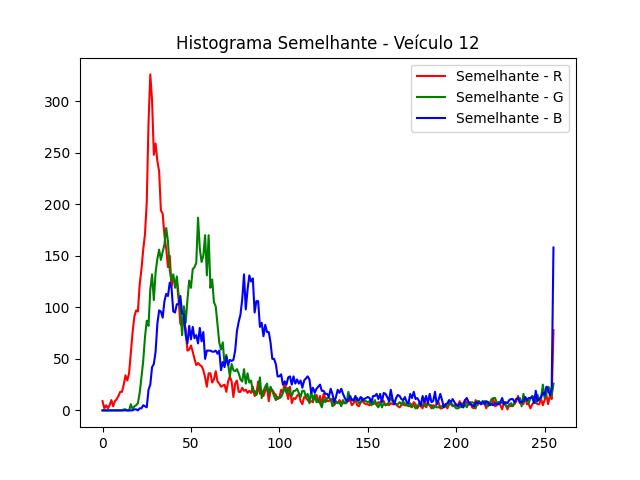 Histograma Semelhante - Veículo 12
Semelhante - R
Semelhante - G
Semelhante - B
300
250
200
150
100
50
0
0 50 100 150 200 250